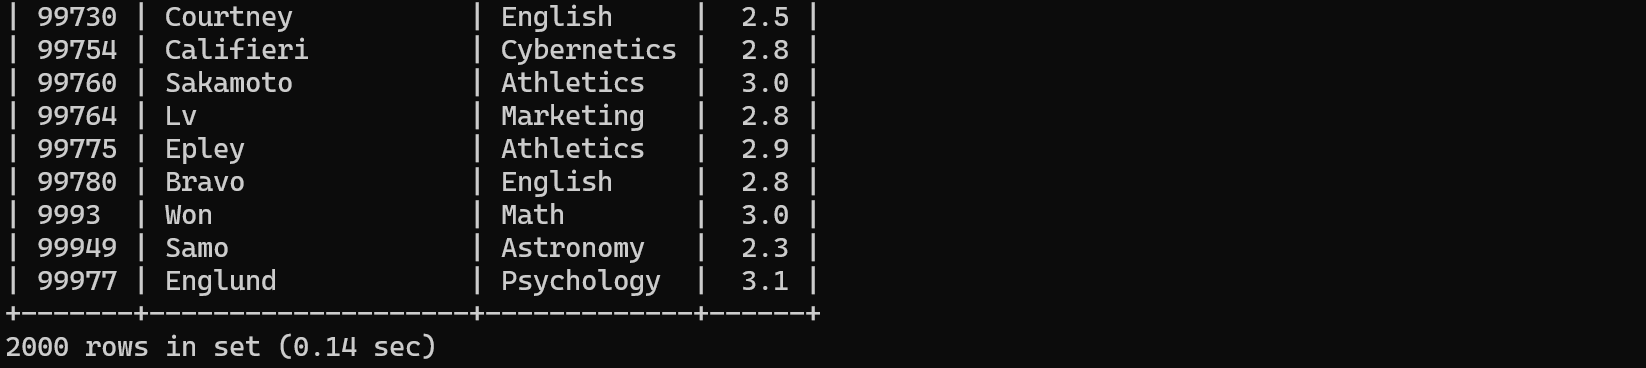 | 99730 | Courtney           | English     |  2.5 |
| 99754 | Califieri          | Cybernetics |  2.8 |
| 99760 | Sakamoto           | Athletics   |  3.0 |
| 99764 | Lv                 | Marketing   |  2.8 |
| 99775 | Epley              | Athletics   |  2.9 |
| 99780 | Bravo              | English     |  2.8 |
| 9993  | Won                | Math        |  3.0 |
| 99949 | Samo               | Astronomy   |  2.3 |
| 99977 | Englund            | Psychology  |  3.1 |
+-------+--------------------+-------------+------+
2000 rows in set (0.14 sec)